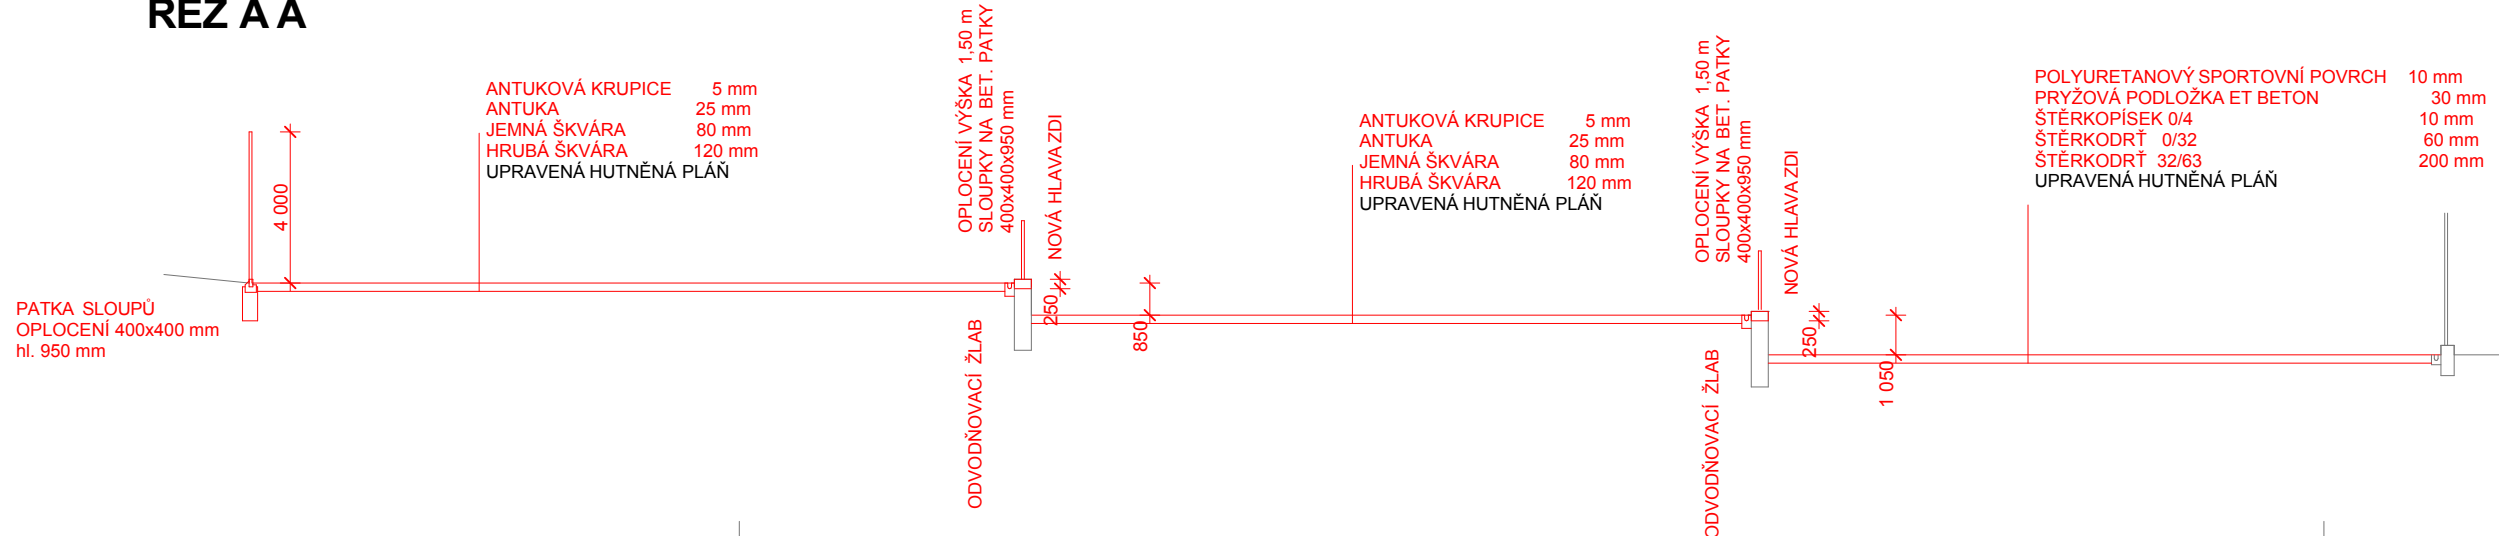 ŘEZ A A
ANTUKOVÁ KRUPICE 5 mm
ANTUKA 25 mm
JEMNÁ ŠKVÁRA 80 mm
HRUBÁ ŠKVÁRA 120 mm
UPRAVENÁ HUTNĚNÁ PLÁŇ
4 000
PATKA SLOUPŮ
OPLOCENÍ 400x400 mm
hl. 950 mm
OPLOCENÍ VÝŠKA 1,50 m
SLOUPKY NA BET. PATKY
400x400x950 mm
NOVÁ HLAVA ZDI
250
850
ODVODŇOVACÍ ŽLAB
ANTUKOVÁ KRUPICE 5 mm
ANTUKA 25 mm
JEMNÁ ŠKVÁRA 80 mm
HRUBÁ ŠKVÁRA 120 mm
UPRAVENÁ HUTNĚNÁ PLÁŇ
OPLOCENÍ VÝŠKA 1,50 m
SLOUPKY NA BET. PATKY
400x400x950 mm
NOVÁ HLAVA ZDI
250
1 050
ODVODŇOVACÍ ŽLAB
POLYURETANOVÝ SPORTOVNÍ POVRCH 10 mm
PRYŽOVÁ PODLOŽKA ET BETON 30 mm
ŠTĚRKOPÍSEK 0/4 10 mm
ŠTĚRKODRŤ 0/32 60 mm
ŠTĚRKODRŤ 32/63 200 mm
UPRAVENÁ HUTNĚNÁ PLÁŇ